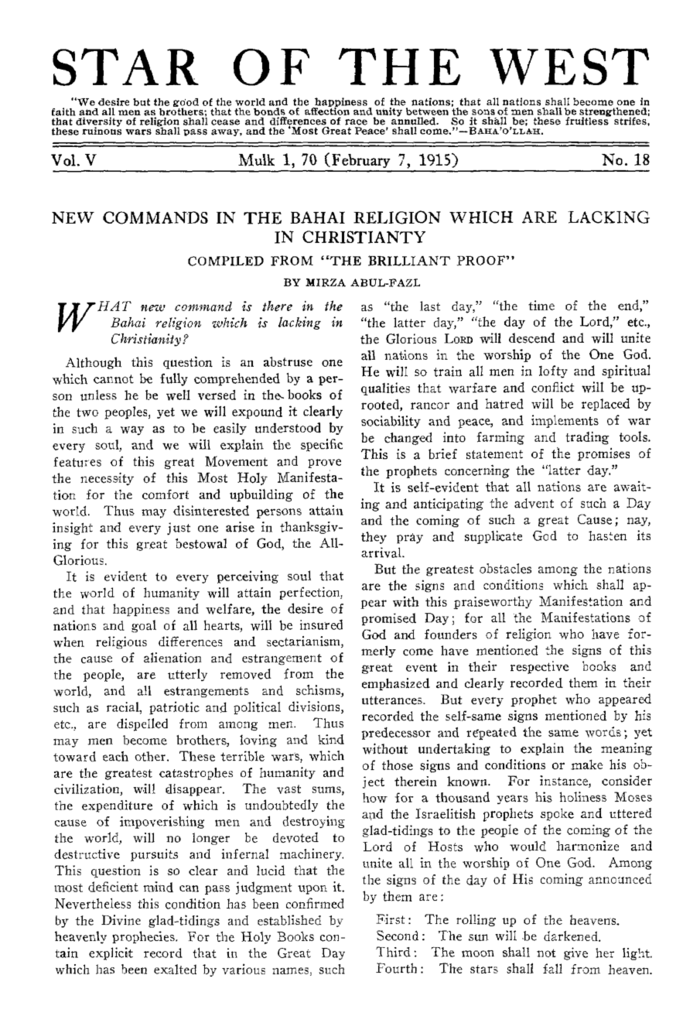 STAR OF THE WEST
"We desire but the good of the world and the happiness of the nations; that all nations shall become one in
faith and all men as brothers; that the bonds of affection and unity between the sons of men shall be strengthened;
that diversity of religion shall cease and differences of race be annulled. So it shall be; these fruitless strifes,
these ruinous wars shall pass away, and the 'Most Great Peace' shall come."—BAHA'O'LLAH.
Vol. V Mulk 1, 70 (February 7, 1915) No. 18
NEW COMMANDS IN THE BAHAI RELIGION WHICH ARE LACKING
IN CHRISTIANTY
COMPILED FROM "THE BRILLIANT PROOF"
BY MIRZA ABUL-FAZL
WHAT new command is there in the
Bahai religion which is lacking in
Christianity?
Although this question is an abstruse one
which cannot be fully comprehended by a per-
son unless he be well versed in the books of
the two peoples, yet we will expound it clearly
in such a way as to be easily understood by
every soul, and we will explain the specific
features of this great Movement and prove
the necessity of this Most Holy Manifesta-
tion for the comfort and upbuilding of the
world. Thus may disinterested persons attain
insight and every just one arise in thanksgiv-
ing for this great bestowal of God, the All-
Glorious.
It is evident to every perceiving soul that
the world of humanity will attain perfection,
and that happiness and welfare, the desire of
nations and goal of all hearts, will be insured
when religious differences and sectarianism,
the cause of alienation and estrangement of
the people, are utterly removed from the
world, and all estrangements and schisms,
such as racial, patriotic and political divisions,
etc., are dispelled from among men. Thus
may men become brothers, loving and kind
toward each other. These terrible wars, which
are the greatest catastrophes of humanity and
civilization, will disappear. The vast sums,
the expenditure of which is undoubtedly the
cause of impoverishing men and destroying
the world, will no longer be devoted to
destructive pursuits and infernal machinery.
This question is so clear and lucid that the
most deficient mind can pass judgment upon it.
Nevertheless this condition has been confirmed
by the Divine glad-tidings and established by
heavenly prophecies. For the Holy Books con-
tain explicit record that in the Great Day
which has been exalted by various names, such
as "the last day," "the time of the end,"
"the latter day," "the day of the Lord," etc.,
the Glorious LORD will descend and will unite
all nations in the worship of the One God.
He will so train all men in lofty and spiritual
qualities that warfare and conflict will be up-
rooted, rancor and hatred will be replaced by
sociability and peace, and implements of war
be changed into farming and trading tools.
This is a brief statement of the promises of
the prophets concerning the "latter day."
It is self-evident that all nations are await-
ing and anticipating the advent of such a Day
and the coming of such a great Cause; nay,
they pray and supplicate God to hasten its
arrival.
But the greatest obstacles among the nations
are the signs and conditions which shall ap-
pear with this praiseworthy Manifestation and
promised Day; for all the Manifestations of
God and founders of religion who have for-
merly come have mentioned the signs of this
great event in their respective books and
emphasized and clearly recorded them in their
utterances. But every prophet who appeared
recorded the self-same signs mentioned by his
predecessor and repeated the same words; yet
without undertaking to explain the meaning
of those signs and conditions or make his ob-
ject therein known. For instance, consider
how for a thousand years his holiness Moses
and the Israelitish prophets spoke and uttered
glad-tidings to the people of the coming of the
Lord of Hosts who would harmonize and
unite all in the worship of One God. Among
the signs of the day of His coming announced
by them are:
First: The rolling up of the heavens.
Second: The sun will be darkened.
Third: The moon shall not give her light.
Fourth: The stars shall fall from heaven.